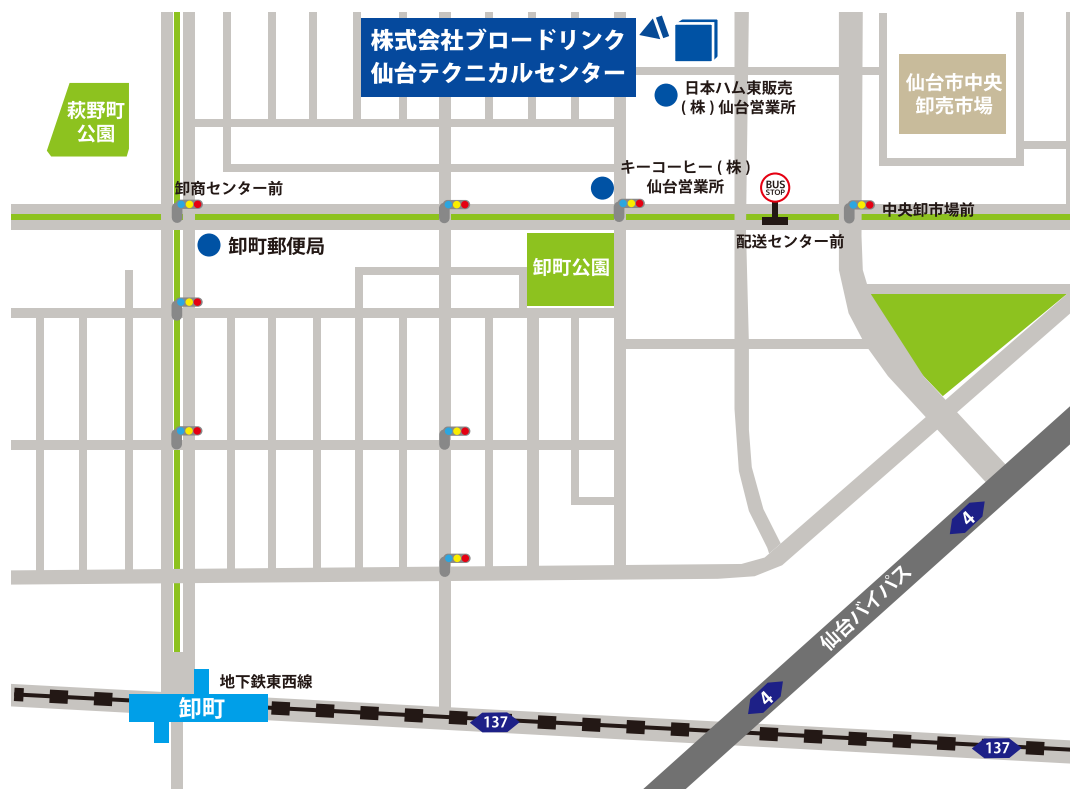 株式会社ブロードリンク
仙台テクニカルセンター
日本ハム東販売
(株)仙台営業所
仙台市中央
卸売市場
萩野町
公園
キーコーヒー(株)
仙台営業所
BUS
STOP
卸商センター前
中央卸市場前
配送センター前
卸町郵便局
卸町公園
4
仙台バイパス
4
地下鉄東西線
卸町
137
137